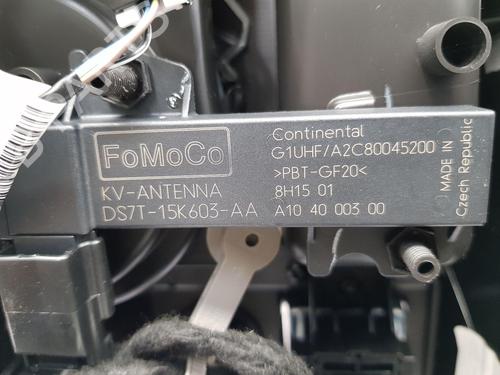 FoMoCo
KV-ANTENNA
DS7T-15K603-AA
Continental
G1UHF/A2C80045200
>PBT-GF20<
8H15 01
A10 40 003 00
MADE IN
Czech Republic